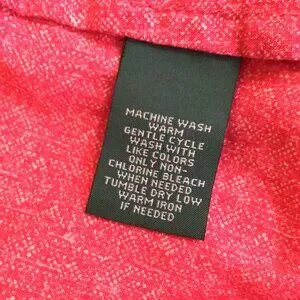 MACHINE WASH
WARM
GENTLE CYCLE
WASH WITH
LIKE COLORS
ONLY NON-
CHLORINE BLEACH
WHEN NEEDED
TUMBLE DRY LOW
WARM IRON
IF NEEDED